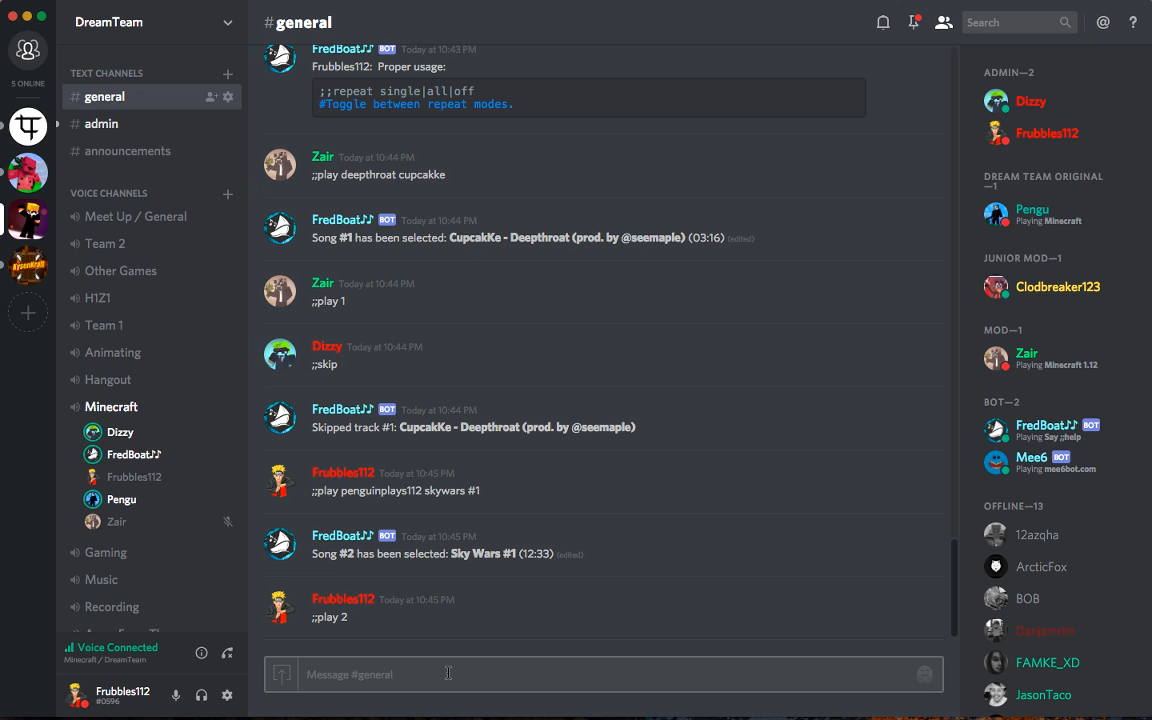 DreamTeam
5 ONLINE
TEXT CHANNELS
# general
# admin
# announcements
VOICE CHANNELS
Meet Up / General
Team 2
Other Games
H1Z1
Team 1
Animating
Hangout
Minecraft
Dizzy
FredBoat♪♪
Frubbles112
Pengu
Zair
Gaming
Music
Recording
Voice Connected
Minecraft / DreamTeam
Frubbles112
#0596
KYSENKRAFT
#general
Search
FredBoat♪♪ BOT Today at 10:43 PM
Frubbles112: Proper usage:
;;repeat single|all|off
#Toggle between repeat modes.
Zair Today at 10:44 PM
;;play deepthroat cupcakke
FredBoat♪♪ BOT Today at 10:44 PM
Song #1 has been selected: CupcakKe - Deepthroat (prod. by @seemaple) (03:16) (edited)
Zair Today at 10:44 PM
;;play 1
Dizzy Today at 10:44 PM
;;skip
FredBoat♪♪ BOT Today at 10:44 PM
Skipped track #1: CupcakKe - Deepthroat (prod. by @seemaple)
Frubbles112 Today at 10:45 PM
;;play penguinplays112 skywars #1
FredBoat♪♪ BOT Today at 10:45 PM
Song #2 has been selected: Sky Wars #1 (12:33) (edited)
Frubbles112 Today at 10:45 PM
;;play 2
Message #general
ADMIN—2
Dizzy
Frubbles112
DREAM TEAM ORIGINAL
—1
Pengu
Playing Minecraft
JUNIOR MOD—1
Clodbreaker123
MOD—1
Zair
Playing Minecraft 1.12
BOT—2
FredBoat♪♪ BOT
Playing Say ;;help
Mee6 BOT
Playing mee6bot.com
OFFLINE—13
12azqha
ArcticFox
BOB
FAMKE_XD
JasonTaco